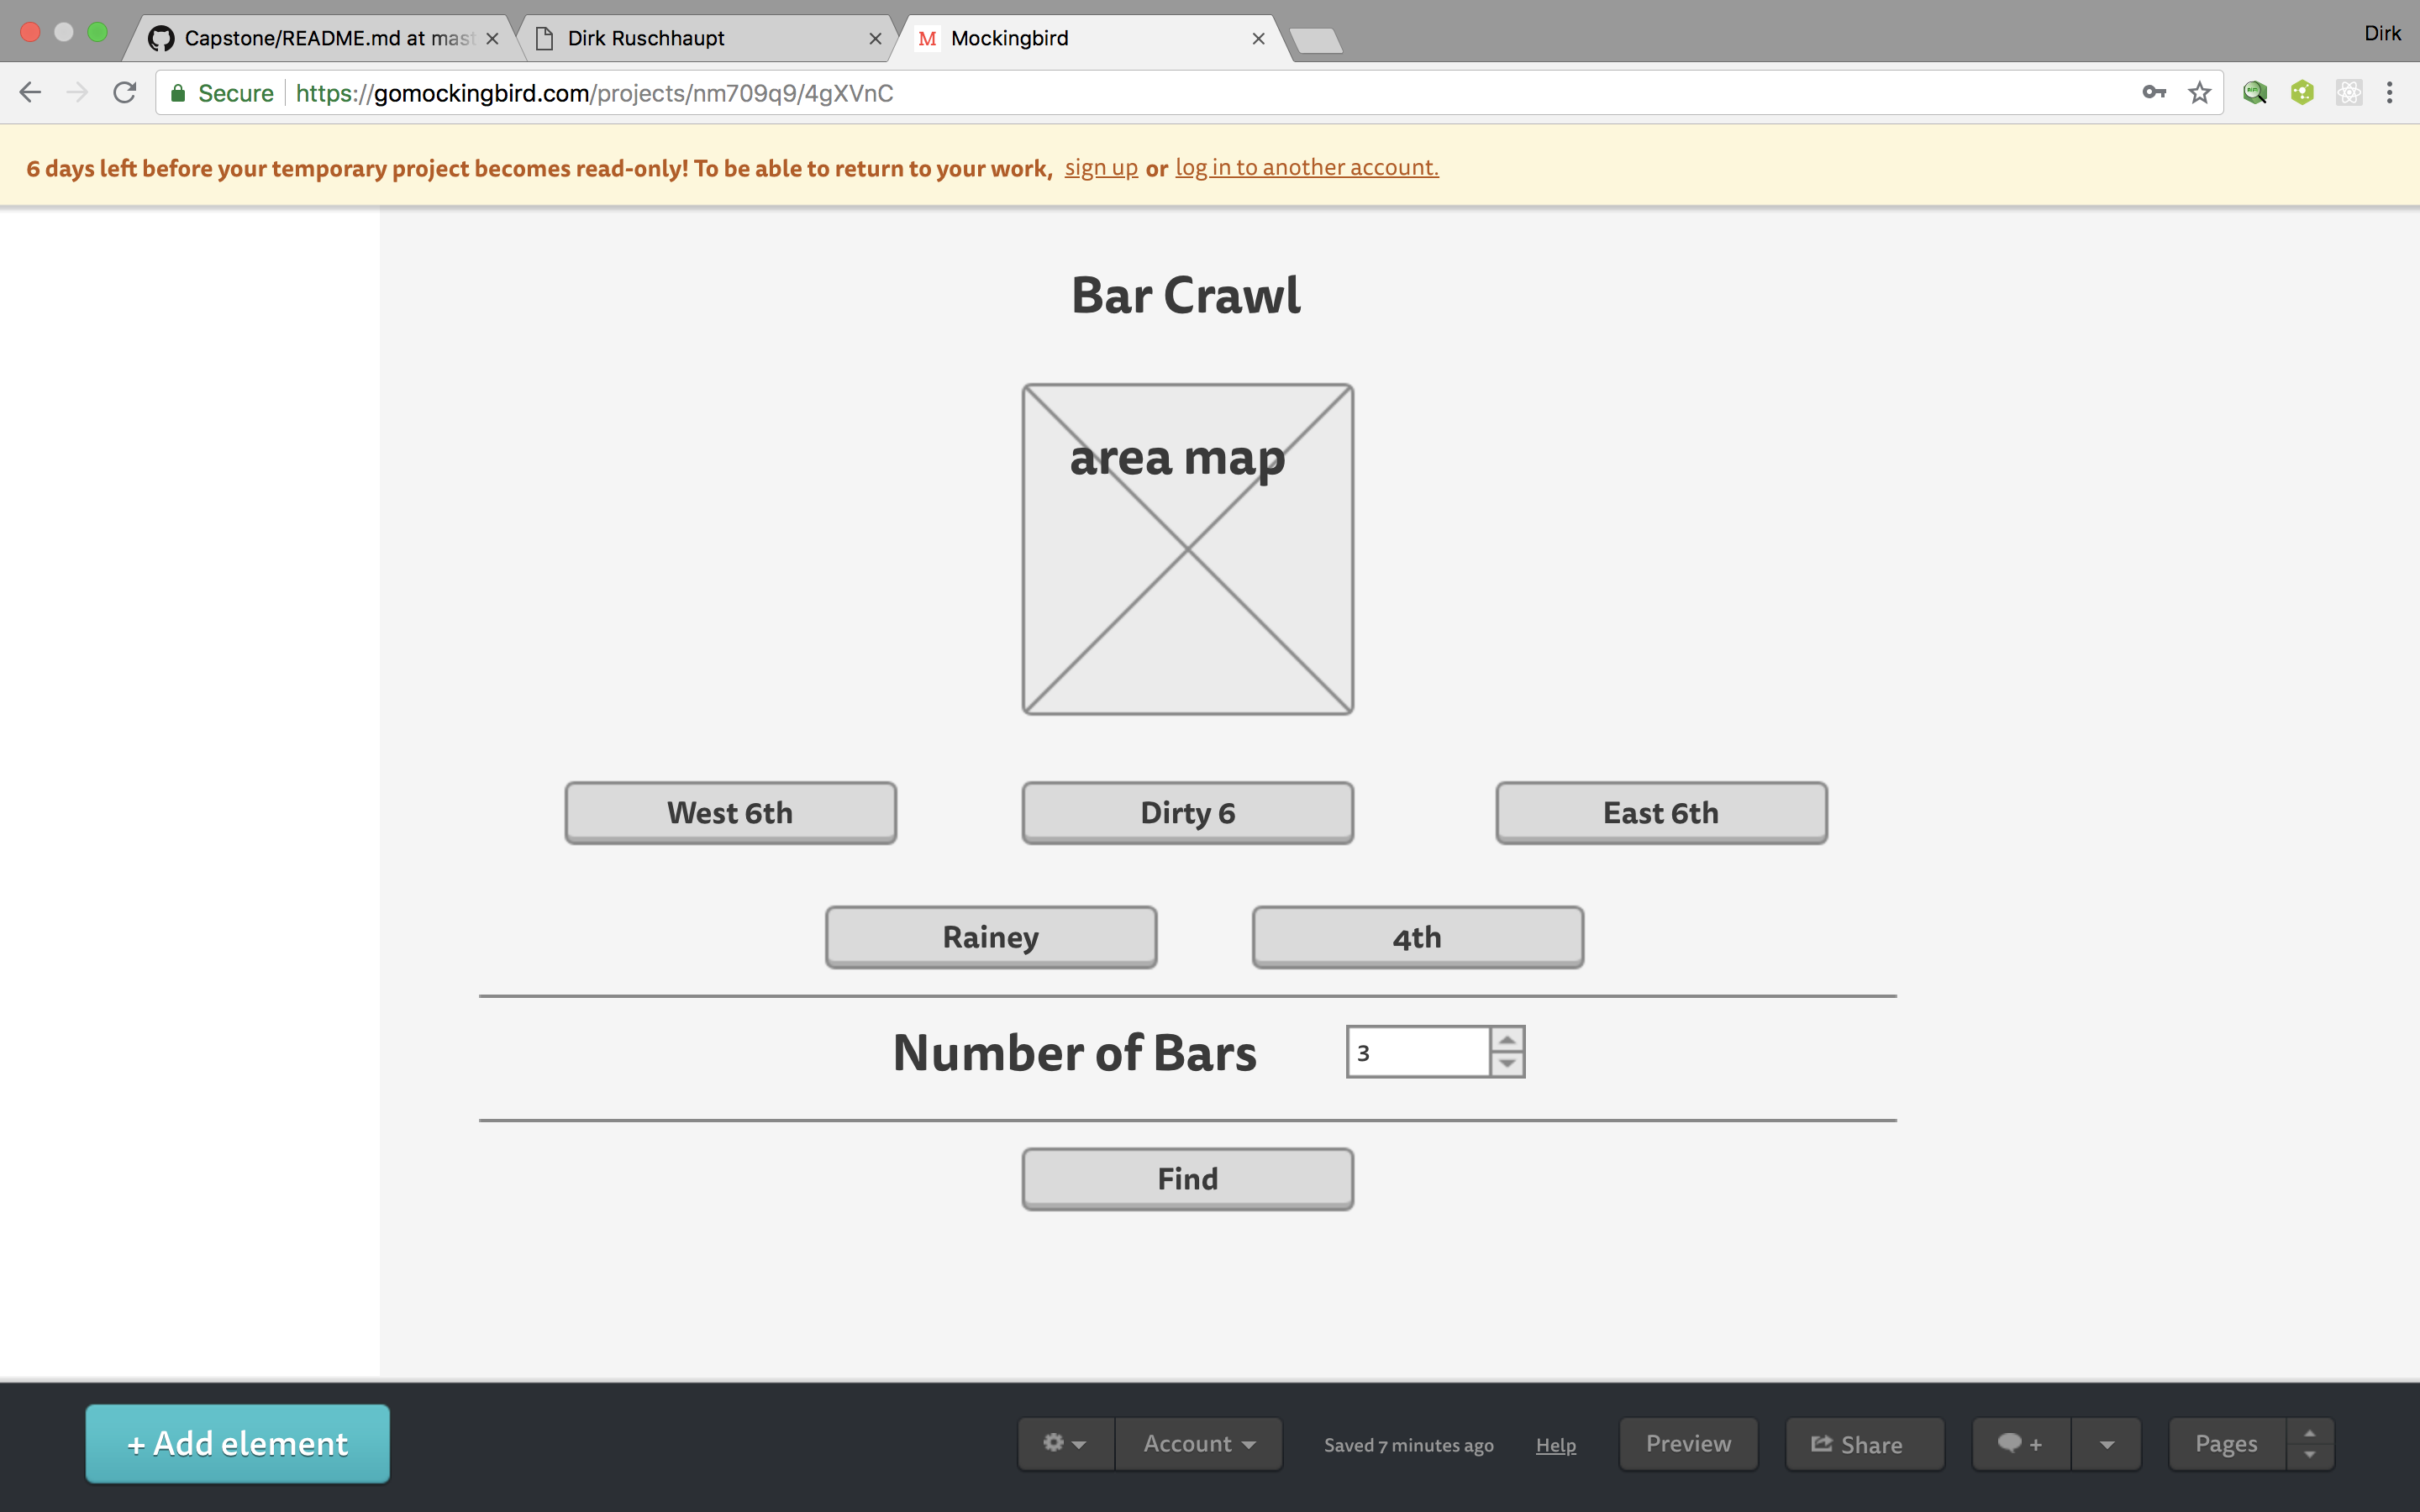 Capstone/README.md at mast
Dirk Ruschhaupt
M Mockingbird
Dirk
Secure https://gomockingbird.com/projects/nm709q9/4gXVnC
6 days left before your temporary project becomes read-only! To be able to return to your work, sign up or log in to another account.
Bar Crawl
area map
West 6th
Dirty 6
East 6th
Rainey
4th
Number of Bars
3
Find
+ Add element
Account
Saved 7 minutes ago
Help
Preview
Share
+
Pages